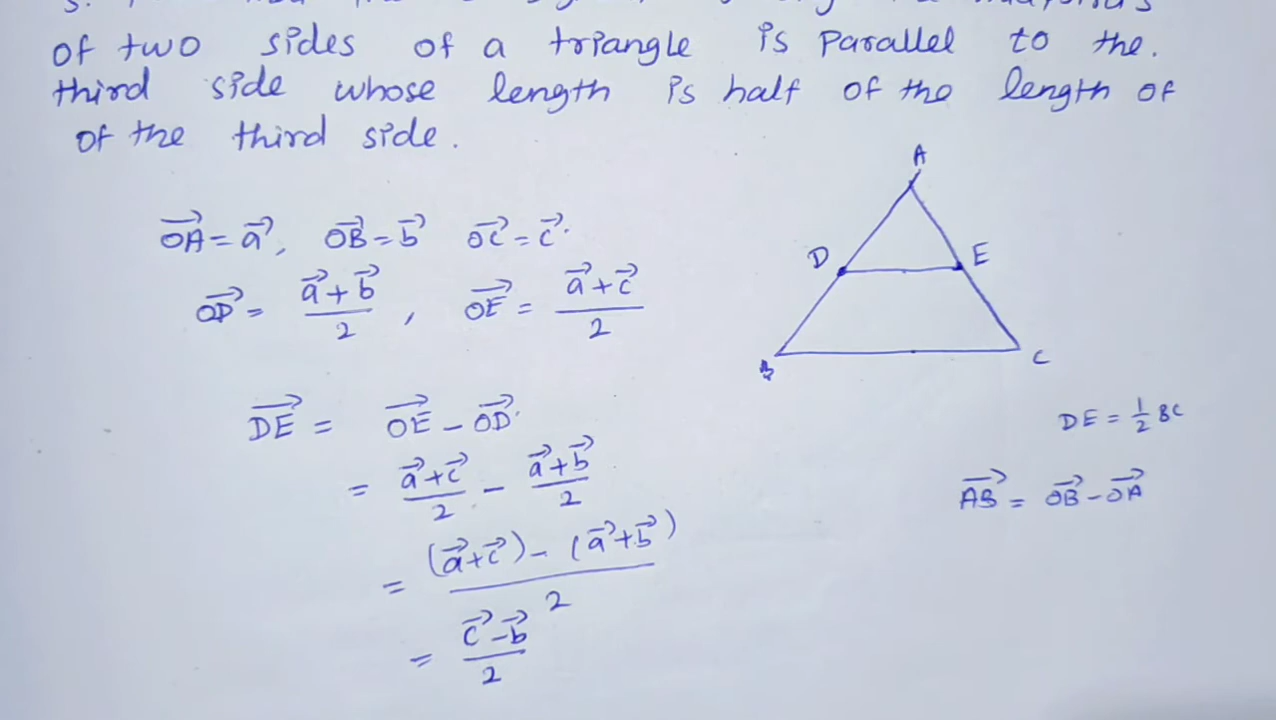 of two sides of a triangle is parallel to the.
third side whose length is half of the length of
of the third side.
A
D
E
B
C
OA⃗ = a⃗, OB⃗ = b⃗ OC⃗ = c⃗.
OD⃗ = (a⃗ + b⃗)/2 , OE⃗ = (a⃗ + c⃗)/2
DE⃗ = OE⃗ - OD⃗
= (a⃗ + c⃗)/2 - (a⃗ + b⃗)/2
= ((a⃗ + c⃗) - (a⃗ + b⃗))/2
= (c⃗ - b⃗)/2
DE = 1/2 BC
AB⃗ = OB⃗ - OA⃗